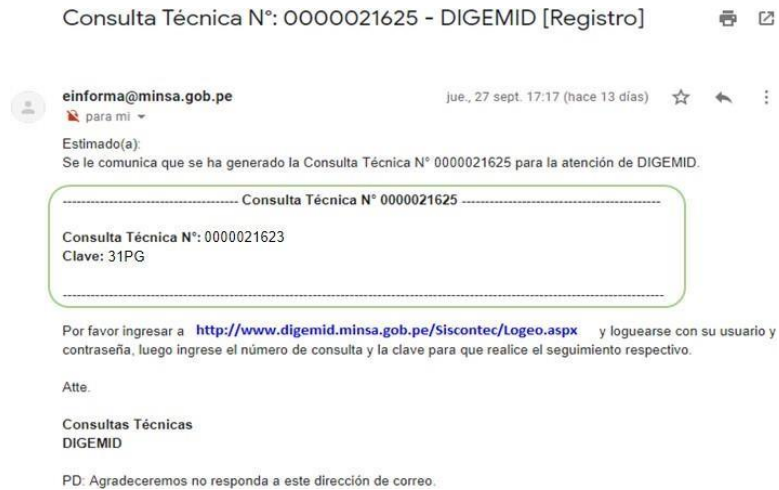 Consulta Técnica N°: 0000021625 - DIGEMID [Registro]
einforma@minsa.gob.pe jue., 27 sept. 17:17 (hace 13 días)
para mi
Estimado(a):
Se le comunica que se ha generado la Consulta Técnica N° 0000021625 para la atención de DIGEMID.
-------------------------------------- Consulta Técnica N° 0000021625 -------------------------------------------
Consulta Técnica N°: 0000021623
Clave: 31PG
----------------------------------------------------------------------------------------------------------------------------------
Por favor ingresar a http://www.digemid.minsa.gob.pe/Siscontec/Logeo.aspx y loguearse con su usuario y
contraseña, luego ingrese el número de consulta y la clave para que realice el seguimiento respectivo.
Atte.
Consultas Técnicas
DIGEMID
PD: Agradeceremos no responda a este dirección de correo.